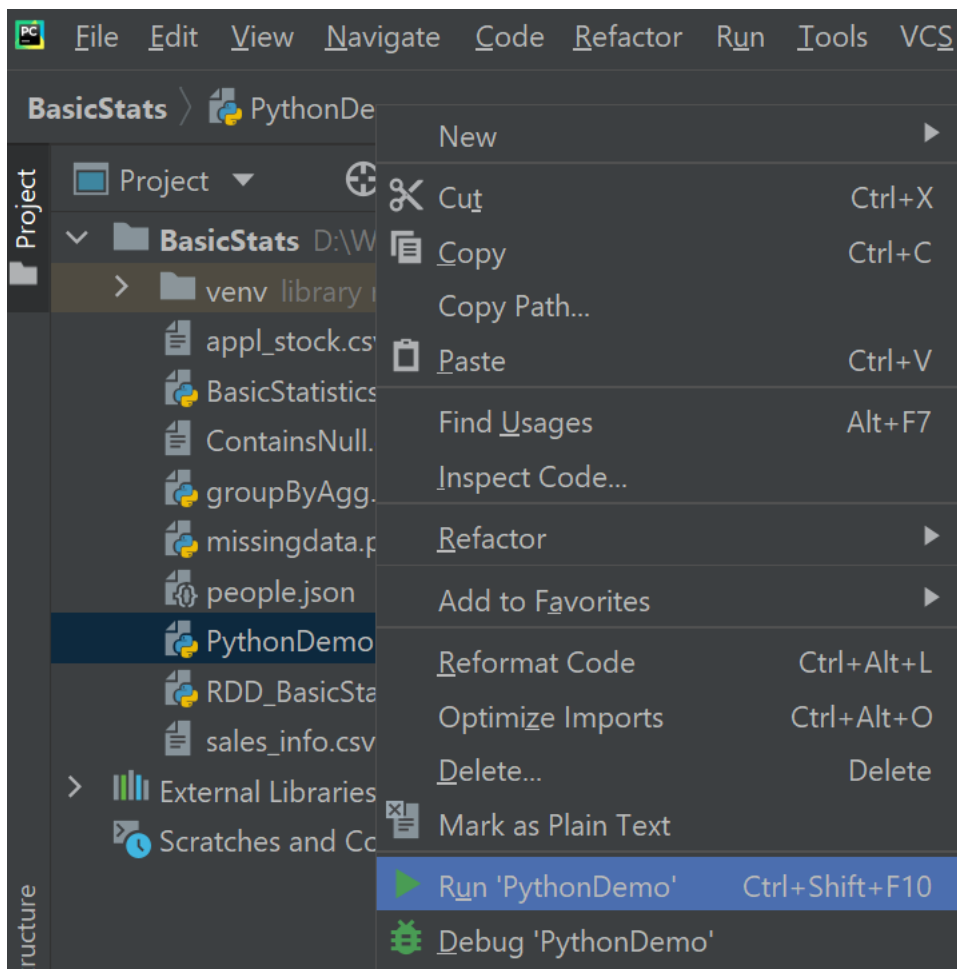 PC File Edit View Navigate Code Refactor Run Tools VCS
BasicStats PythonDe
Project
Project
BasicStats D:\W
venv library
appl_stock.cs
BasicStatistics
ContainsNull.
groupByAgg.
missingdata.p
people.json
PythonDemo
RDD_BasicSta
sales_info.csv
External Libraries
Scratches and Co
ructure
New
Cut Ctrl+X
Copy Ctrl+C
Copy Path...
Paste Ctrl+V
Find Usages Alt+F7
Inspect Code...
Refactor
Add to Favorites
Reformat Code Ctrl+Alt+L
Optimize Imports Ctrl+Alt+O
Delete... Delete
Mark as Plain Text
Run 'PythonDemo' Ctrl+Shift+F10
Debug 'PythonDemo'